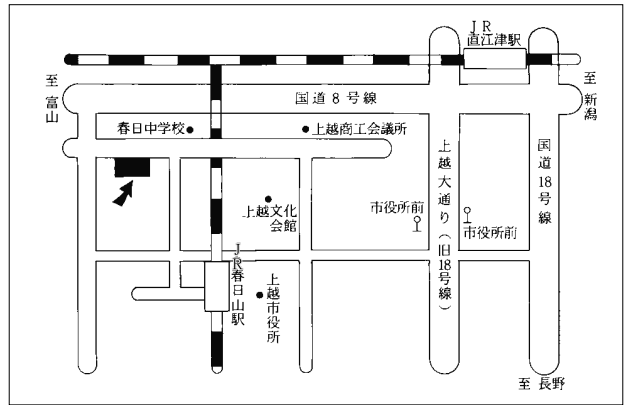 JR
直江津駅
至 富山
至 新潟
国道8号線
春日中学校
上越商工会議所
上越大通り(旧18号線)
国道18号線
上越文化
会館
市役所前
市役所前
JR春日山駅
上越市役所
至 長野